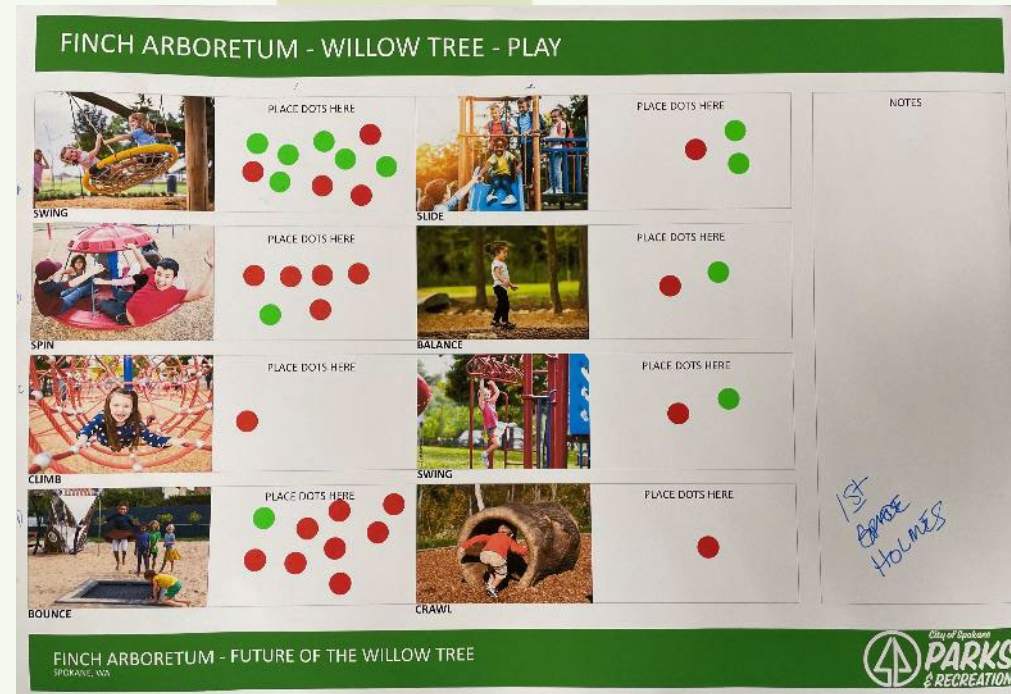 FINCH ARBORETUM - WILLOW TREE - PLAY
PLACE DOTS HERE
SWING
PLACE DOTS HERE
SLIDE
NOTES
PLACE DOTS HERE
SPIN
PLACE DOTS HERE
BALANCE
PLACE DOTS HERE
CLIMB
PLACE DOTS HERE
SWING
PLACE DOTS HERE
BOUNCE
PLACE DOTS HERE
CRAWL
1ST
HOLMES
FINCH ARBORETUM - FUTURE OF THE WILLOW TREE
SPOKANE, WA
City of Spokane
PARKS
& RECREATION